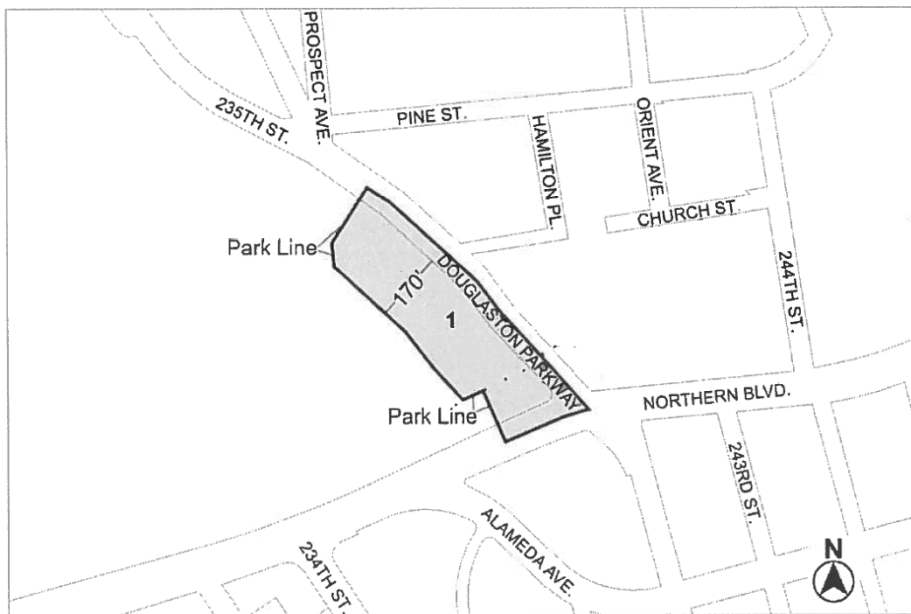 PROSPECT AVE.
235TH ST.
PINE ST.
HAMILTON PL.
ORIENT AVE.
CHURCH ST.
Park Line
170'
DOUGLASTON PARKWAY
1
244TH ST.
Park Line
NORTHERN BLVD.
243RD ST.
ALAMEDA AVE.
234TH ST.
N